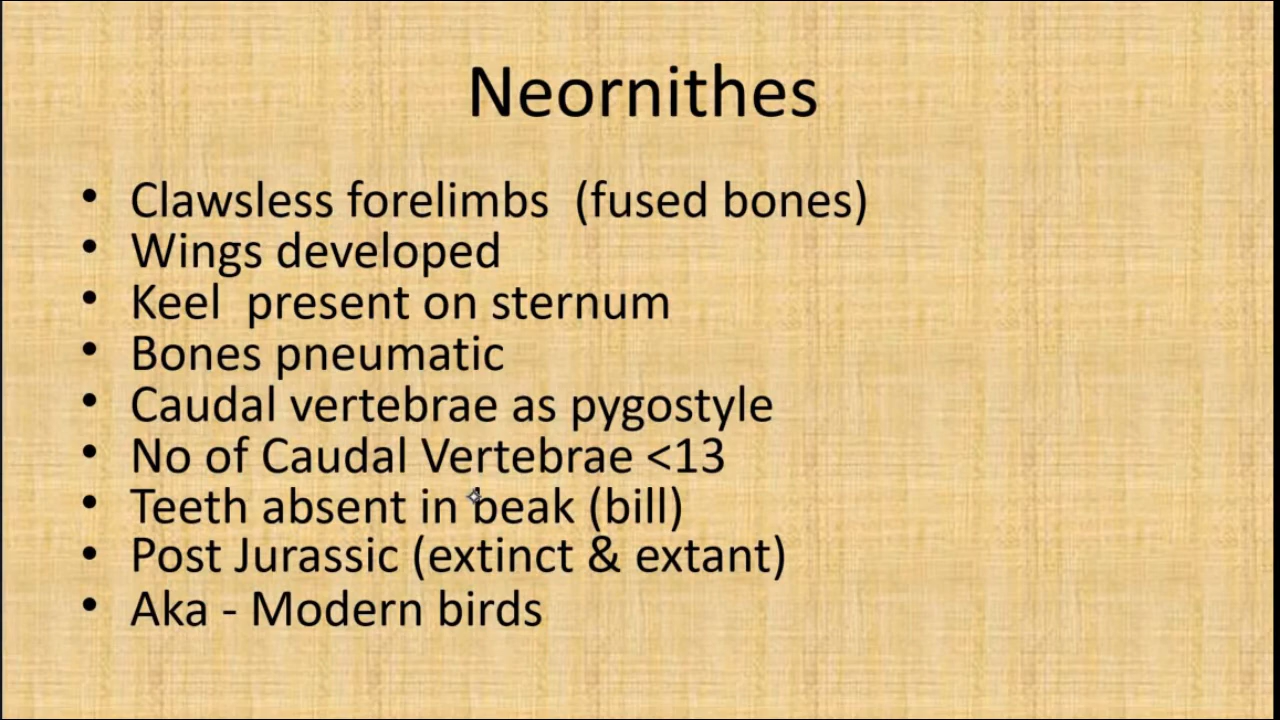 Neornithes
• Clawsless forelimbs (fused bones)
• Wings developed
• Keel present on sternum
• Bones pneumatic
• Caudal vertebrae as pygostyle
• No of Caudal Vertebrae <13
• Teeth absent in beak (bill)
• Post Jurassic (extinct & extant)
• Aka - Modern birds